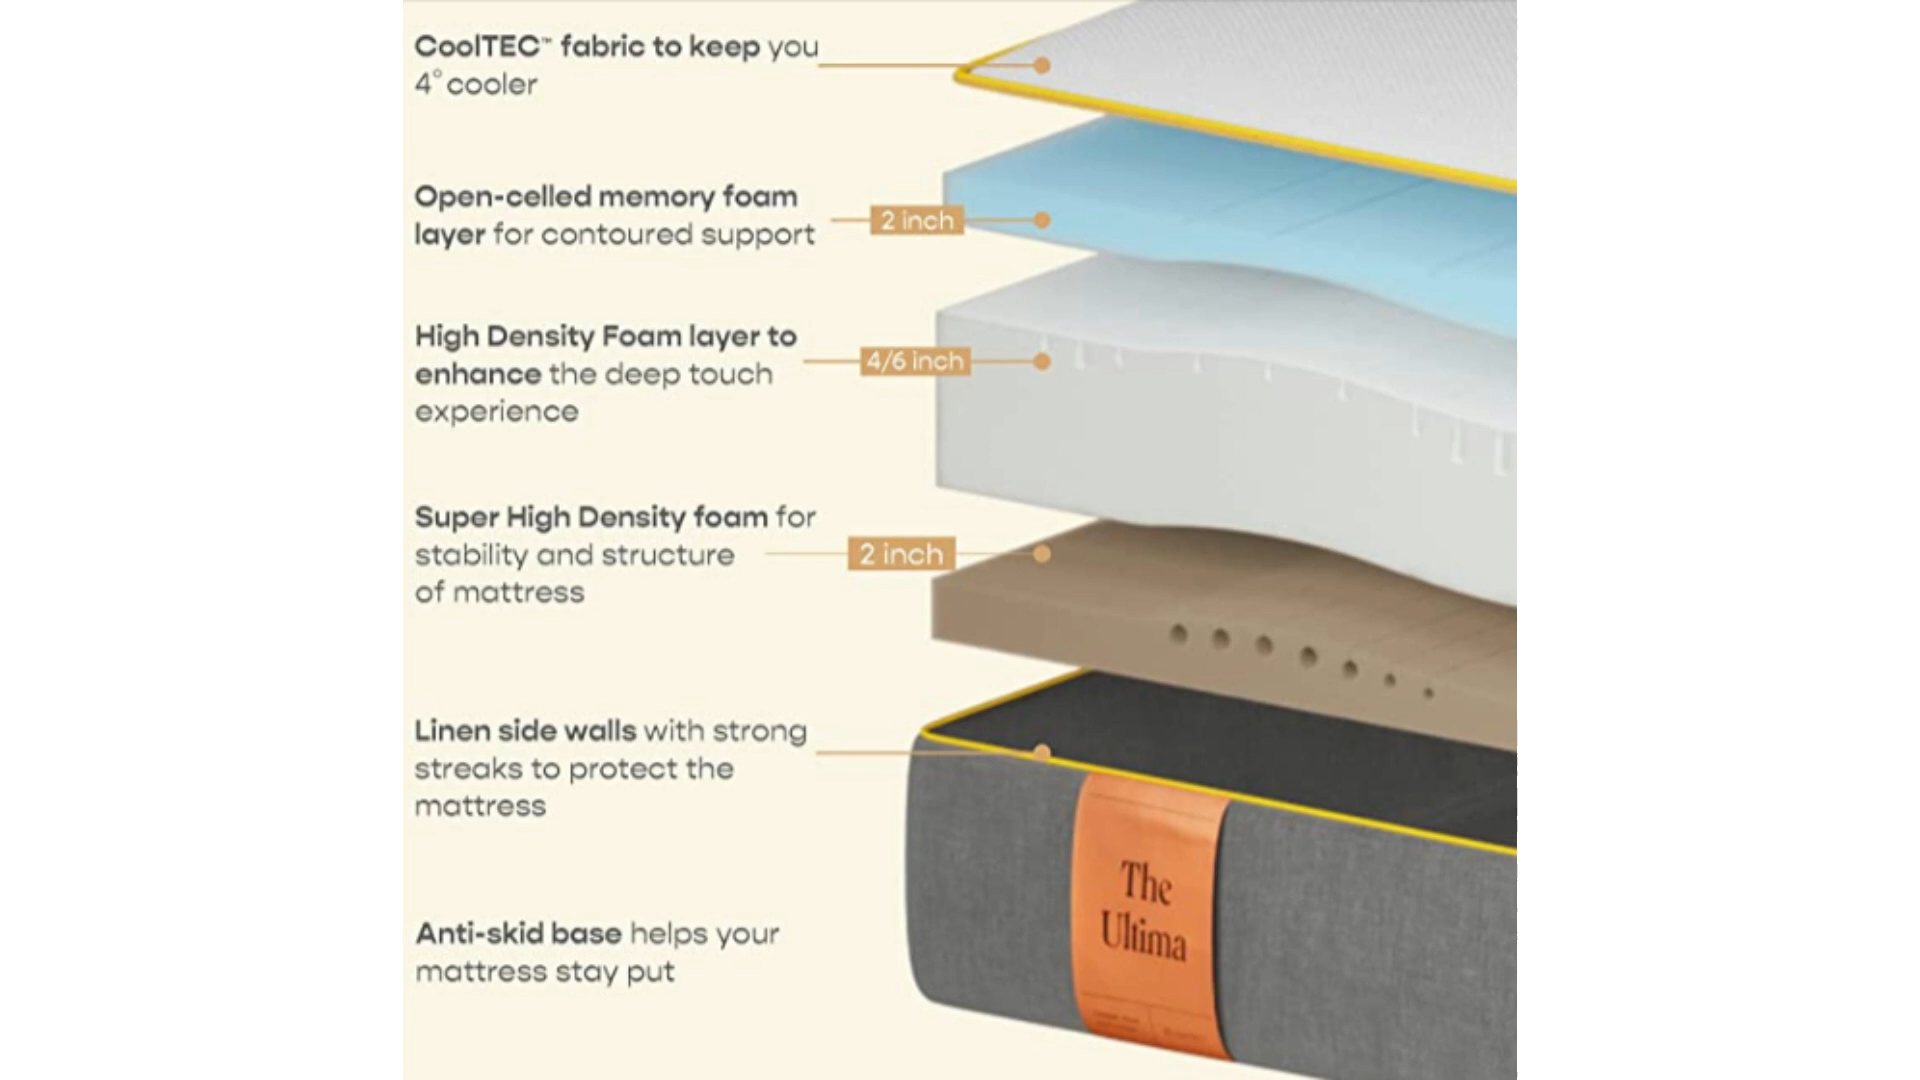 CoolTEC™ fabric to keep you
4° cooler
Open-celled memory foam
layer for contoured support
2 inch
High Density Foam layer to
enhance the deep touch
experience
4/6 inch
Super High Density foam for
stability and structure
of mattress
2 inch
Linen side walls with strong
streaks to protect the
mattress
The
Ultima
Anti-skid base helps your
mattress stay put